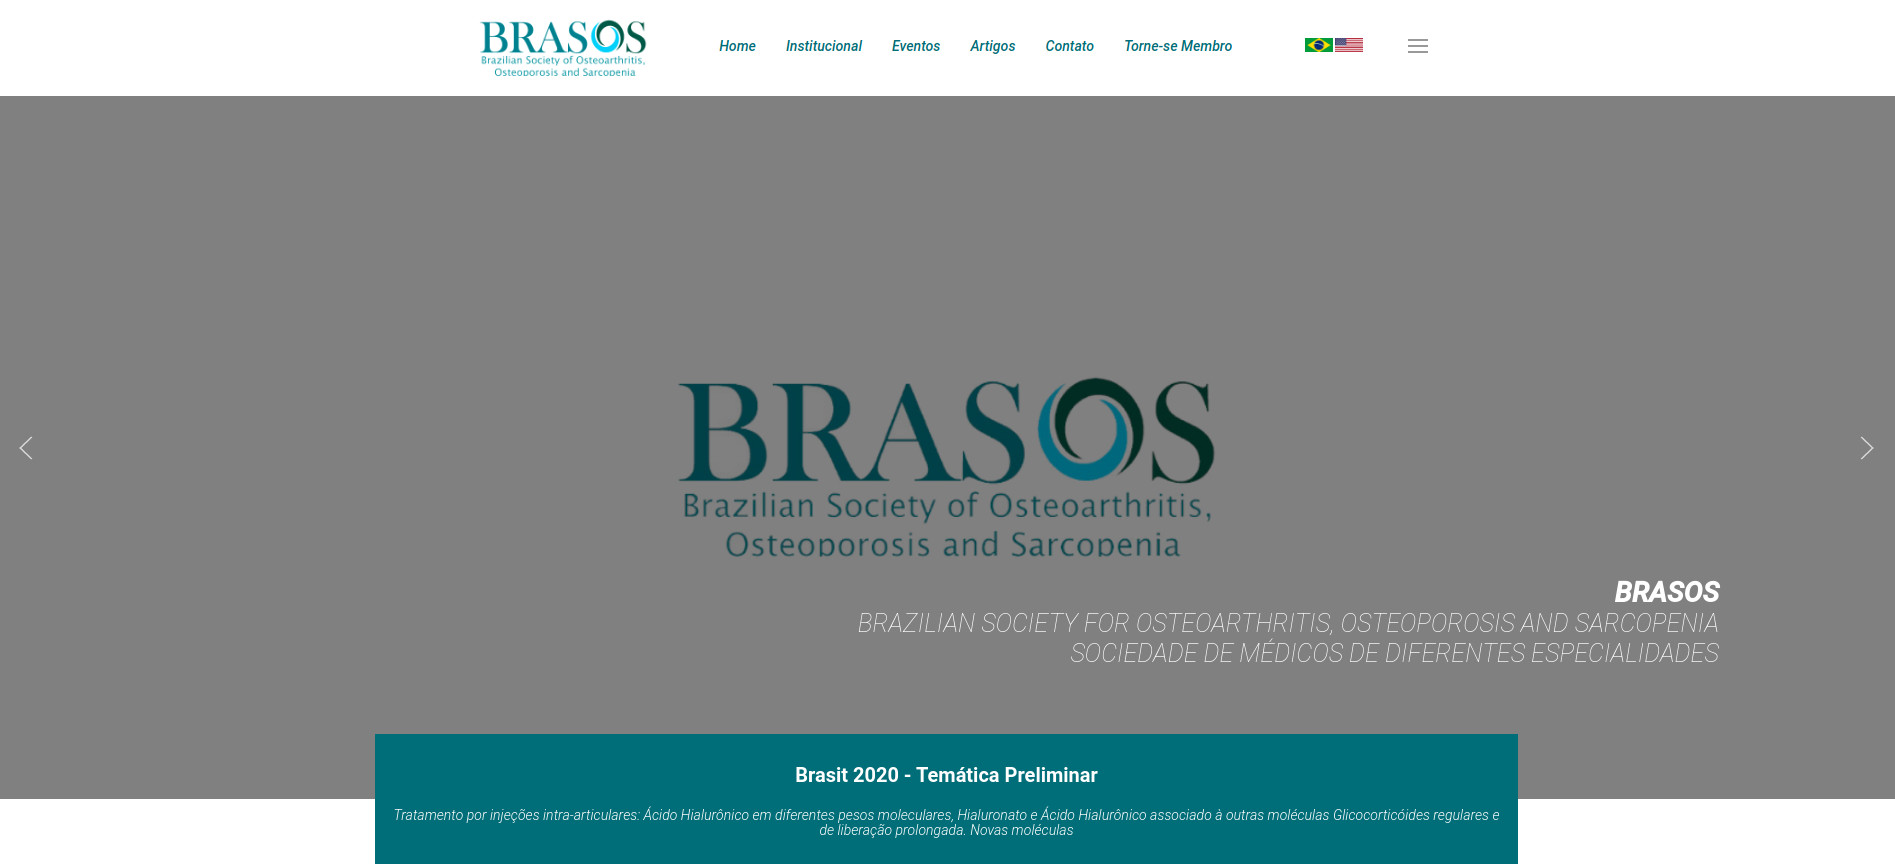 BRASOS
Brazilian Society of Osteoarthritis,
Osteoporosis and Sarcopenia
Home Institucional Eventos Artigos Contato Torne-se Membro
BRASOS
Brazilian Society of Osteoarthritis,
Osteoporosis and Sarcopenia
BRASOS
BRAZILIAN SOCIETY FOR OSTEOARTHRITIS, OSTEOPOROSIS AND SARCOPENIA
SOCIEDADE DE MÉDICOS DE DIFERENTES ESPECIALIDADES
Brasit 2020 - Temática Preliminar
Tratamento por injeções intra-articulares: Ácido Hialurônico em diferentes pesos moleculares, Hialuronato e Ácido Hialurônico associado à outras moléculas Glicocorticóides regulares e
de liberação prolongada. Novas moléculas